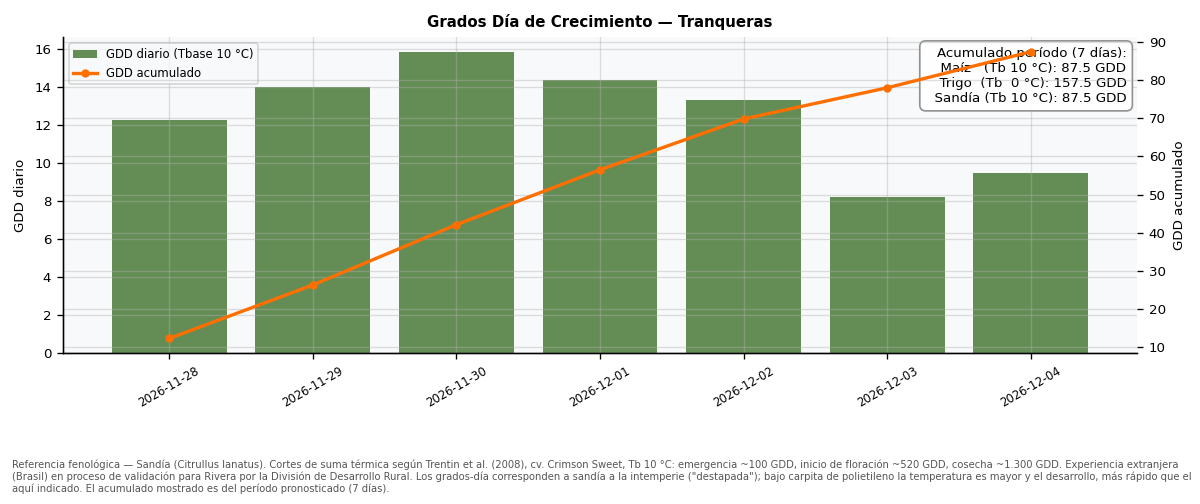 Grados Día de Crecimiento — Tranqueras
GDD diario (Tbase 10 °C)
GDD acumulado
Acumulado período (7 días):
Maíz (Tb 10 °C): 87.5 GDD
Trigo (Tb 0 °C): 157.5 GDD
Sandía (Tb 10 °C): 87.5 GDD
GDD diario
16
14
12
10
8
6
4
2
0
GDD acumulado
90
80
70
60
50
40
30
20
10
2026-11-28
2026-11-29
2026-11-30
2026-12-01
2026-12-02
2026-12-03
2026-12-04
Referencia fenológica — Sandía (Citrullus lanatus). Cortes de suma térmica según Trentin et al. (2008), cv. Crimson Sweet, Tb 10 °C: emergencia ~100 GDD, inicio de floración ~520 GDD, cosecha ~1.300 GDD. Experiencia extranjera
(Brasil) en proceso de validación para Rivera por la División de Desarrollo Rural. Los grados-día corresponden a sandía a la intemperie ("destapada"); bajo carpita de polietileno la temperatura es mayor y el desarrollo, más rápido que el
aquí indicado. El acumulado mostrado es del período pronosticado (7 días).